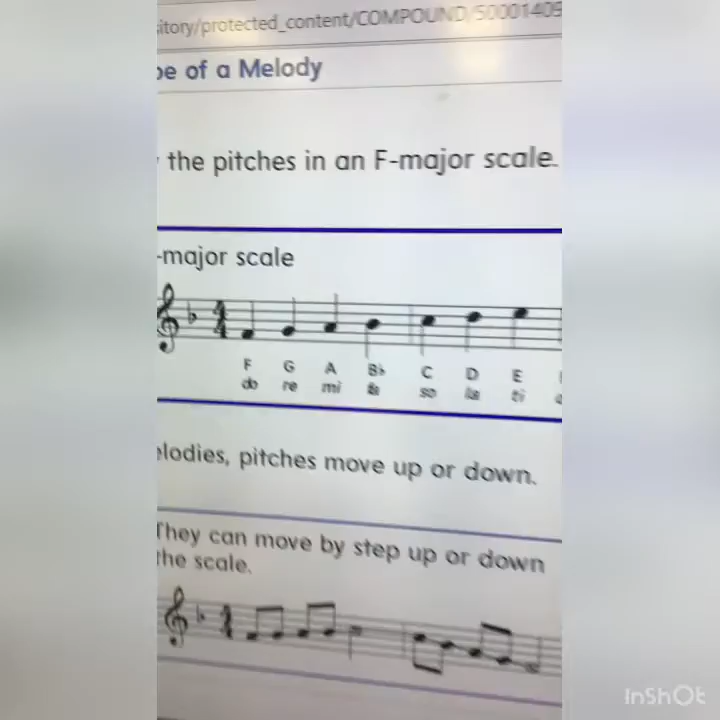 itory/protected_content/COMPOUND/50001409
pe of a Melody
the pitches in an F-major scale.
-major scale
F G A B♭ C D E
do re mi fa so la ti
elodies, pitches move up or down.
They can move by step up or down
the scale.
InShOt